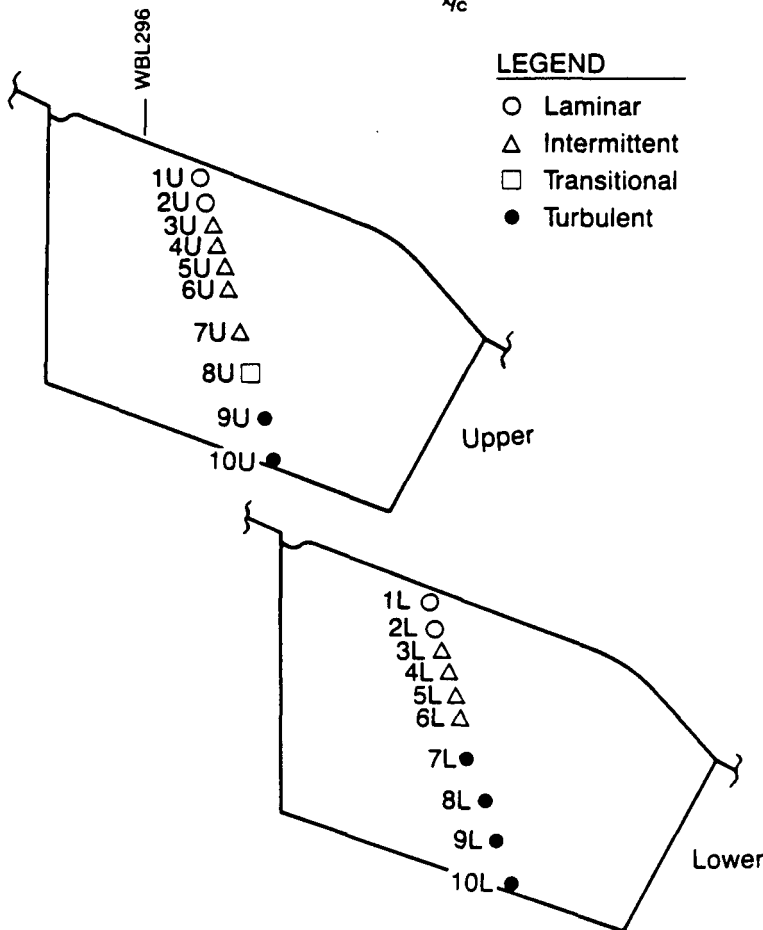 x/c
WBL296
LEGEND
Laminar
Intermittent
Transitional
Turbulent
1U
2U
3U
4U
5U
6U
7U
8U
9U
10U
Upper
1L
2L
3L
4L
5L
6L
7L
8L
9L
10L
Lower